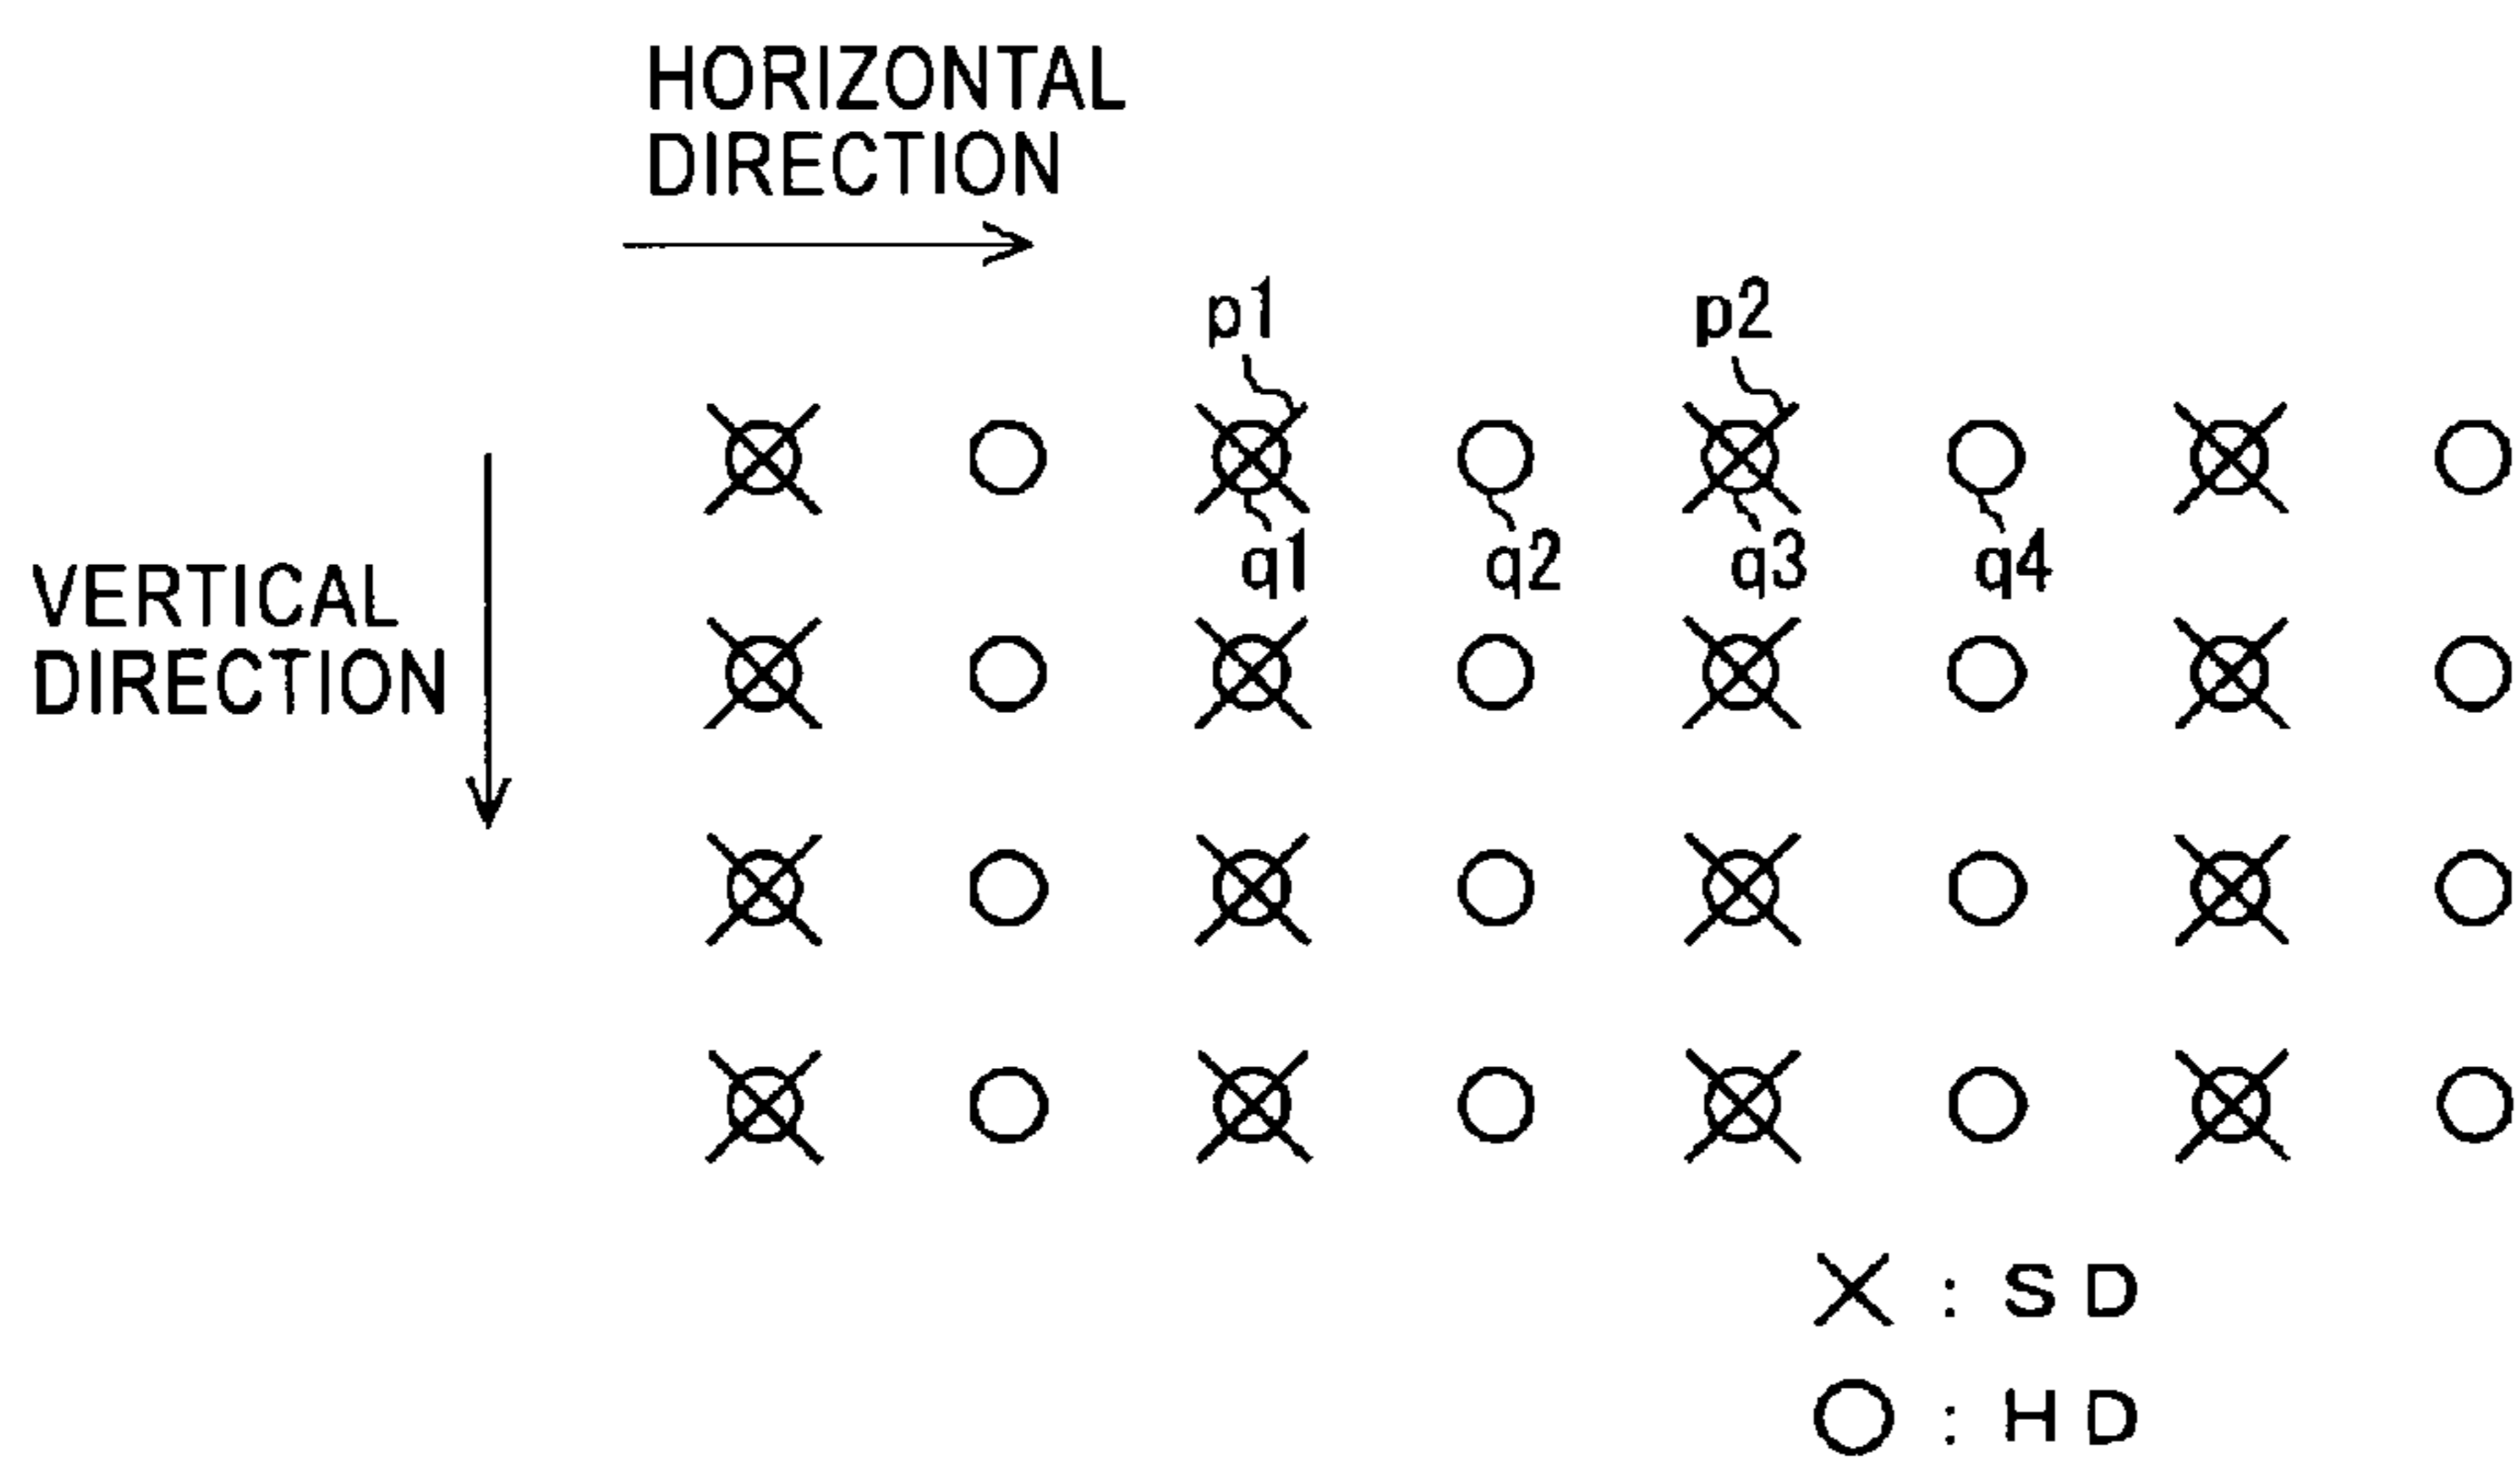 HORIZONTAL
DIRECTION
p1 p2
q1 q2 q3 q4
VERTICAL
DIRECTION
: SD
: HD